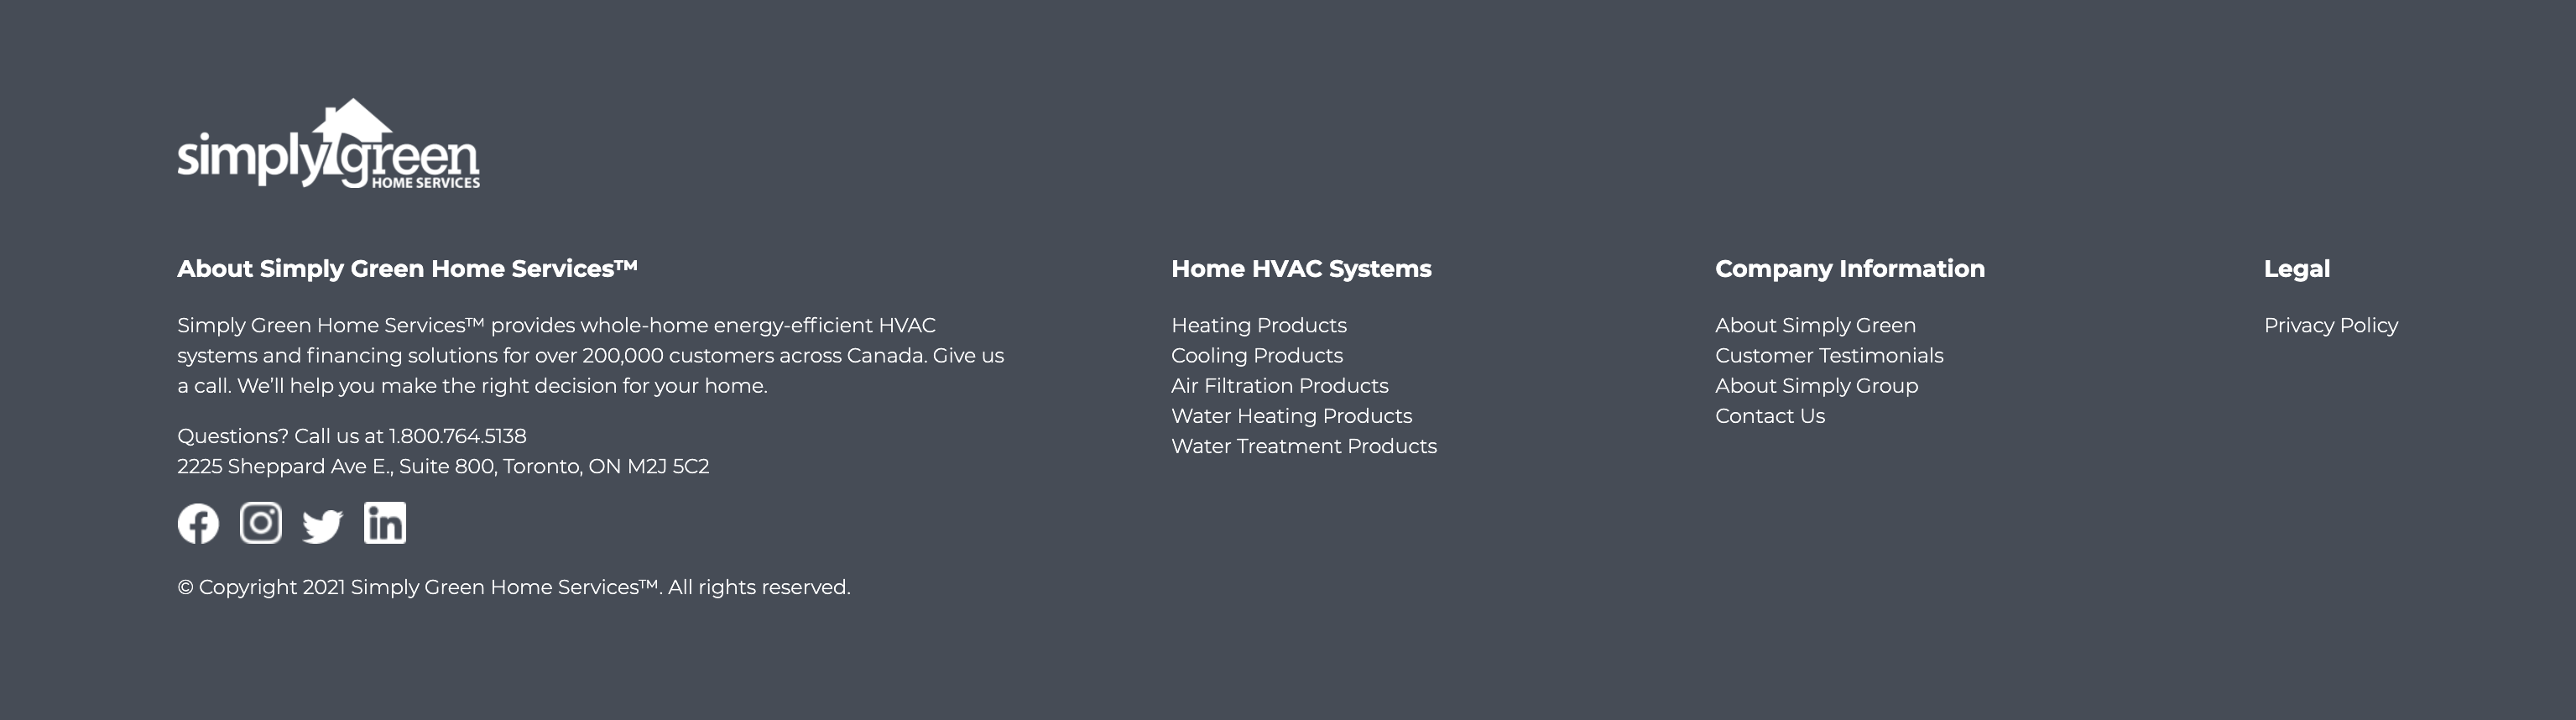 simply green
HOME SERVICES
About Simply Green Home Services™
Simply Green Home Services™ provides whole-home energy-efficient HVAC
systems and financing solutions for over 200,000 customers across Canada. Give us
a call. We’ll help you make the right decision for your home.
Questions? Call us at 1.800.764.5138
2225 Sheppard Ave E., Suite 800, Toronto, ON M2J 5C2
© Copyright 2021 Simply Green Home Services™. All rights reserved.
Home HVAC Systems
Heating Products
Cooling Products
Air Filtration Products
Water Heating Products
Water Treatment Products
Company Information
About Simply Green
Customer Testimonials
About Simply Group
Contact Us
Legal
Privacy Policy